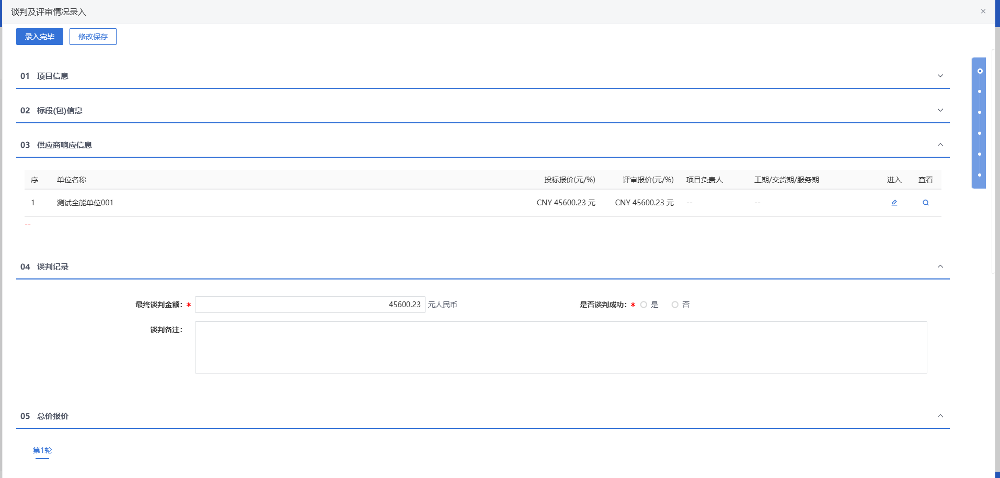 谈判及评审情况录入
录入完毕 修改保存
01 项目信息
02 标段(包)信息
03 供应商响应信息
序 单位名称 投标报价(元/%) 评审报价(元/%) 项目负责人 工期/交货期/服务期 进入 查看
1 测试全能单位001 CNY 45600.23 元 CNY 45600.23 元 -- --
--
04 谈判记录
最终谈判金额：* 45600.23 元人民币 是否谈判成功：* 是 否
谈判备注：
05 总价报价
第1轮